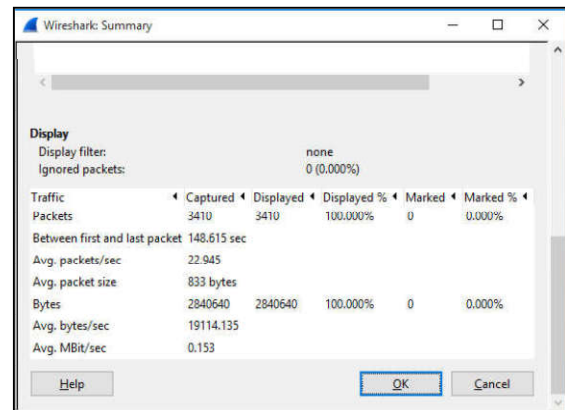 Wireshark: Summary
Display
Display filter: none
Ignored packets: 0 (0.000%)
Traffic Captured Displayed Displayed % Marked Marked %
Packets 3410 3410 100.000% 0 0.000%
Between first and last packet 148.615 sec
Avg. packets/sec 22.945
Avg. packet size 833 bytes
Bytes 2840640 2840640 100.000% 0 0.000%
Avg. bytes/sec 19114.135
Avg. MBit/sec 0.153
Help OK Cancel